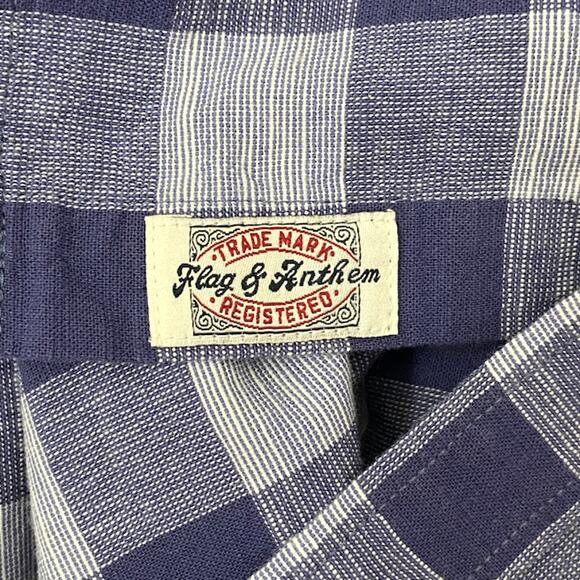 TRADE MARK
Flag & Anthem
REGISTERED